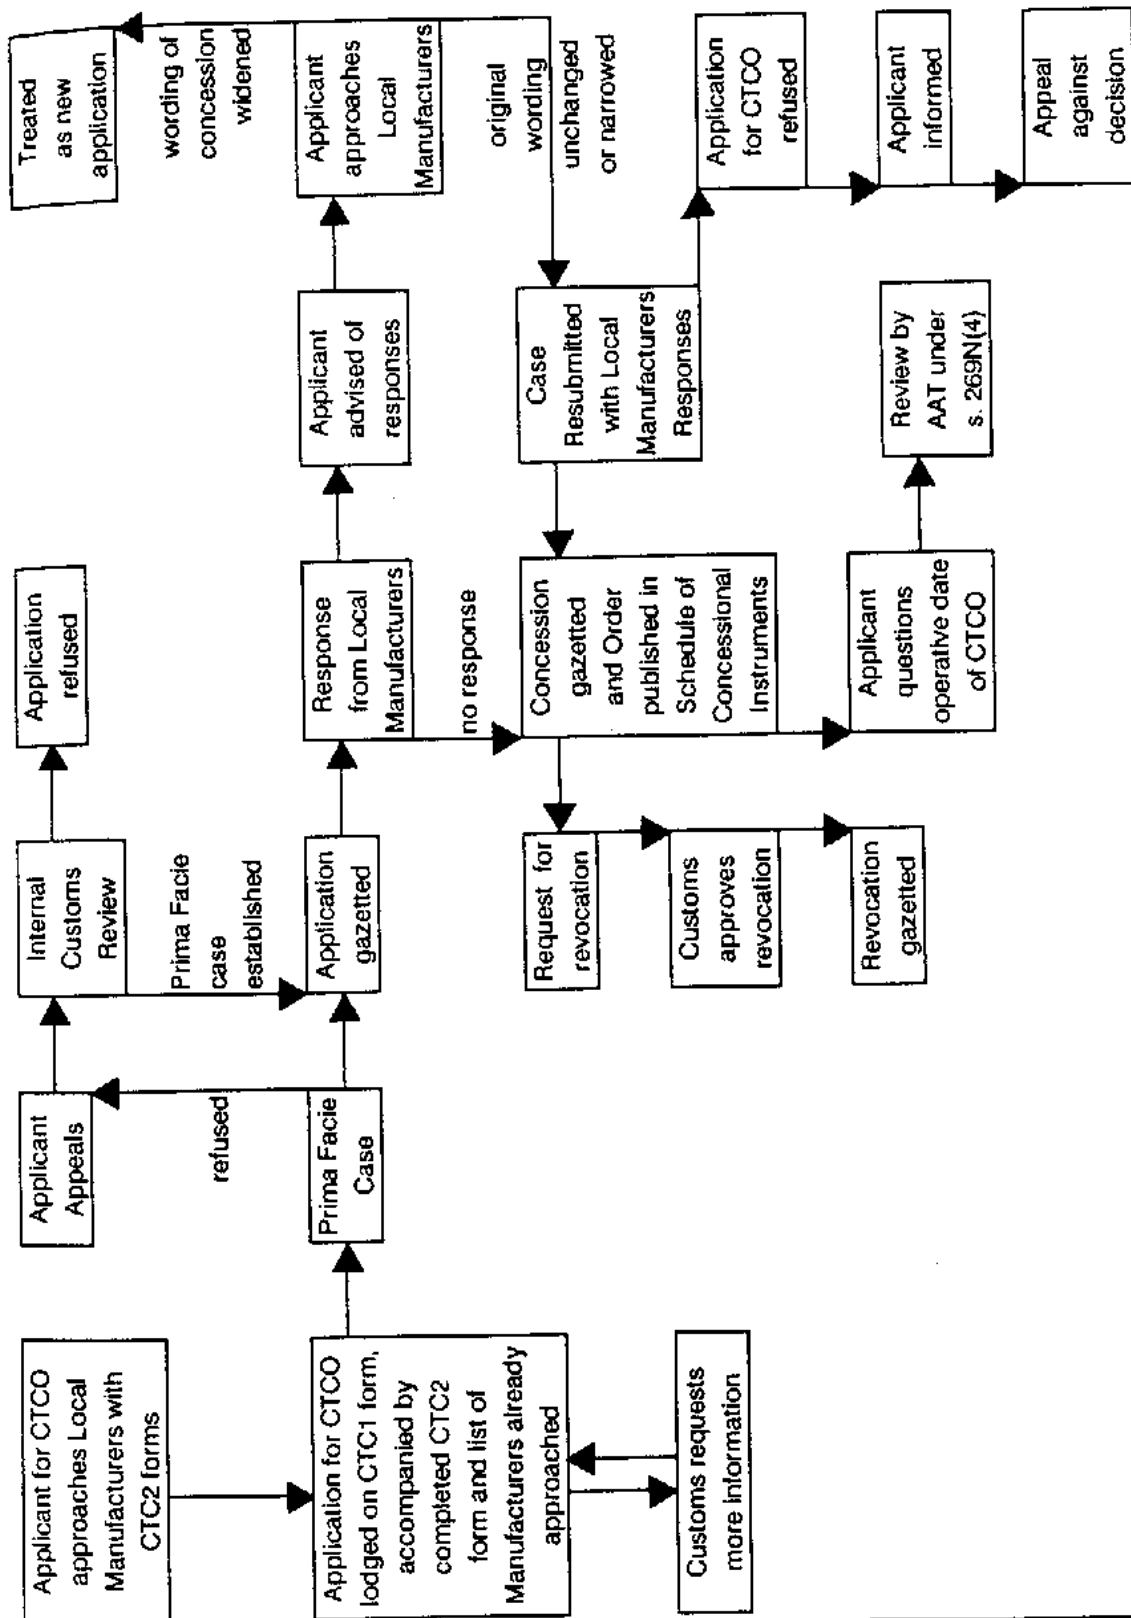 Applicant for CTCO
approaches Local
Manufacturers with
CTC2 forms
Application for CTCO
lodged on CTC1 form,
accompanied by
completed CTC2
form and list of
Manufacturers already
approached
Customs requests
more information
Applicant
Appeals
refused
Prima Facie
Case
Internal
Customs
Review
Prima Facie
case
established
Application
gazetted
Application
refused
Response
from Local
Manufacturers
no response
Applicant
advised of
responses
Applicant
approaches
Local
Manufacturers
wording of
concession
widened
Treated
as new
application
original
wording
unchanged
or narrowed
Case
Resubmitted
with Local
Manufacturers
Responses
Concession
gazetted
and Order
published in
Schedule of
Concessional
Instruments
Request for
revocation
Customs
approves
revocation
Revocation
gazetted
Applicant
questions
operative date
of CTCO
Review by
AAT under
s. 269N(4)
Application
for CTCO
refused
Applicant
informed
Appeal
against
decision